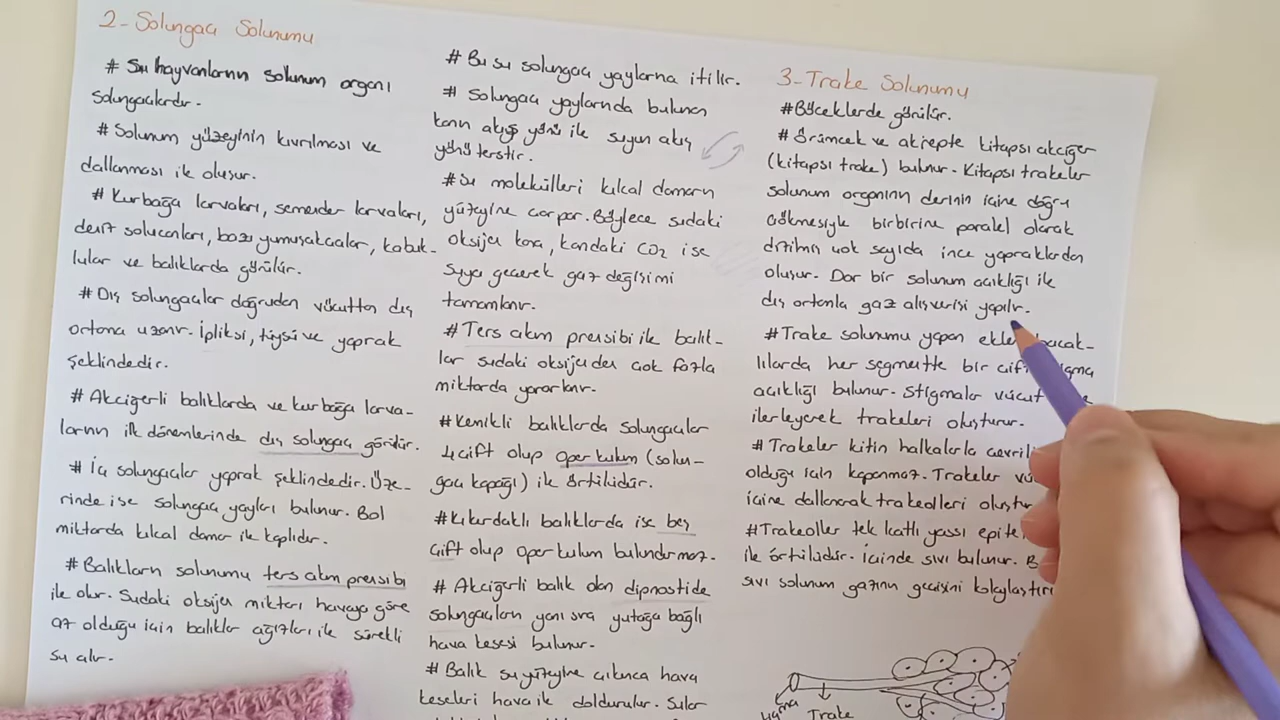 2-Solungaç Solunumu
# Su hayvanlarının solunum organı
solungaçlardır.
# Solunum yüzeyinin kıvrılması ve
dallanması ile oluşur.
# Kurbağa larvaları, semender larvaları,
deniz solucanları, bazı yumuşakçalar, kabuk-
lular ve balıklarda görülür.
# Dış solungaçlar doğrudan vücuttan dış
ortama uzanır. İpliksi, tüysü ve yaprak
şeklindedir.
# Akciğerli balıklarda ve kurbağa larva-
larının ilk dönemlerinde dış solungaç görülür.
# İç solungaçlar yaprak şeklindedir. Üze-
rinde ise solungaç yayları bulunur. Bol
miktarda kılcal damar ile kaplıdır.
# Balıkların solunumu ters akım prensibi
ile olur. Sudaki oksijen miktarı havaya göre
az olduğu için balıklar ağızları ile sürekli
su alır.
# Bu su solungaç yaylarına itilir.
# Solungaç yaylarında bulunan
kanın akış yönü ile suyun akış
yönü terstir.
# Su molekülleri kılcal damarın
yüzeyine çarpar. Böylece sudaki
oksijen kana, kandaki CO2 ise
suya geçerek gaz değişimi
tamamlanır.
# Ters akım prensibi ile balık-
lar sudaki oksijenden çok fazla
miktarda yararlanır.
# Kemikli balıklarda solungaçlar
4 çift olup operkulum (solun-
gaç kapağı) ile örtülüdür.
# Kıkırdaklı balıklarda ise beş
çift olup operkulum bulundurmaz.
# Akciğerli balık olan dipnostide
solungaçların yanı sıra yutağa bağlı
hava kesesi bulunur.
# Balık su yüzeyine çıkınca hava
keseleri hava ile doldurulur. Sular
3-Trake Solunumu
# Böceklerde görülür.
# Örümcek ve akrepte kitapsı akciğer
(kitapsı trake) bulunur. Kitapsı trakeler
solunum organının derinin içine doğru
çökmesiyle birbirine paralel olarak
dizilmiş çok sayıda ince yapraklardan
oluşur. Dar bir solunum açıklığı ile
dış ortamla gaz alışverişi yapılır.
# Trake solunumu yapan ekle bacak-
lılarda her segmentte bir çift
açıklığı bulunur. Stigmalar vücut
ilerleyerek trakeleri oluşturur.
# Trakeler kitin halkalarla çevrili
olduğu için kapanmaz. Trakeler
içine dallanarak trakeolleri oluştur
# Trakeoller tek katlı yassı epitel
ile örtülüdür. İçinde sıvı bulunur. B
sıvı solunum gazının geçişini kolaylaştır
Trake